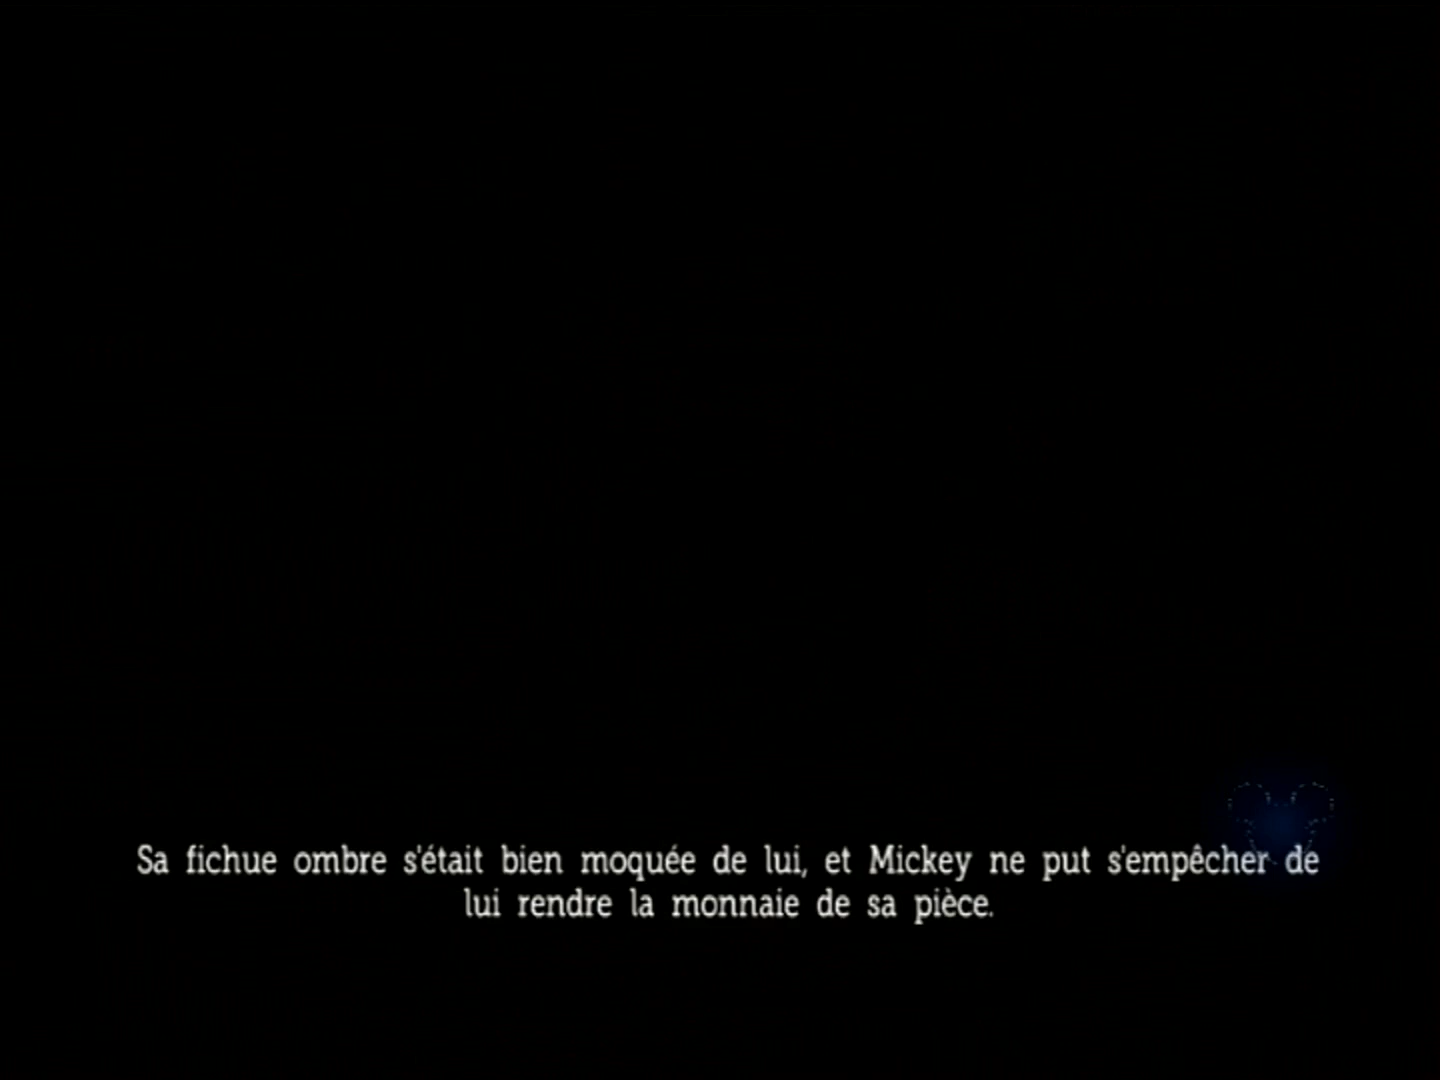 Sa fichue ombre s'était bien moquée de lui, et Mickey ne put s'empêcher de
lui rendre la monnaie de sa pièce.